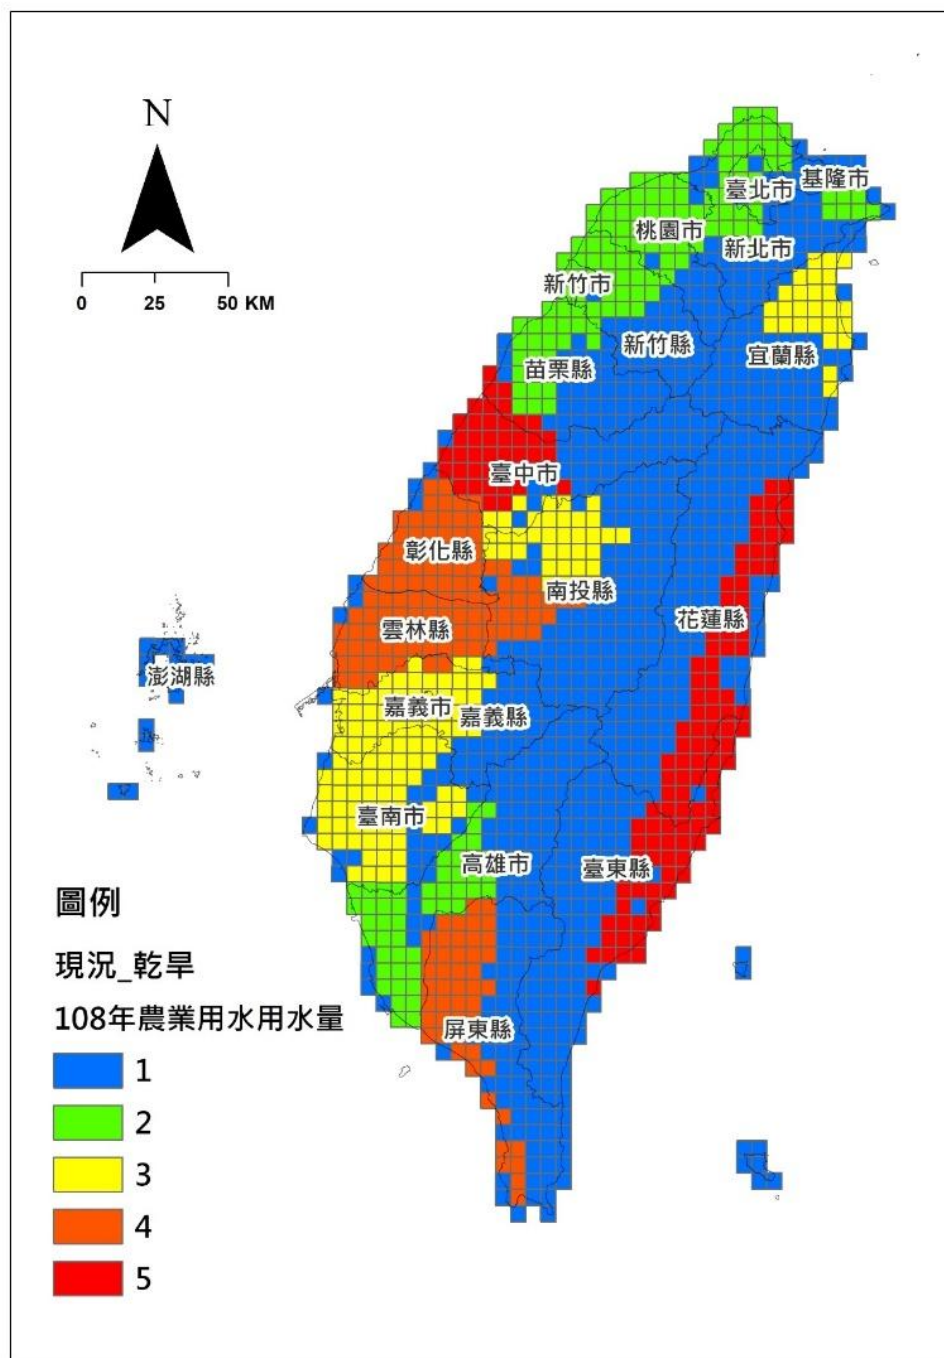 N
0 25 50 KM
基隆市
臺北市
桃園市
新北市
新竹市
新竹縣
宜蘭縣
苗栗縣
臺中市
彰化縣
南投縣
花蓮縣
雲林縣
澎湖縣
嘉義市
嘉義縣
臺南市
高雄市
臺東縣
屏東縣
圖例
現況_乾旱
108年農業用水用水量
1
2
3
4
5